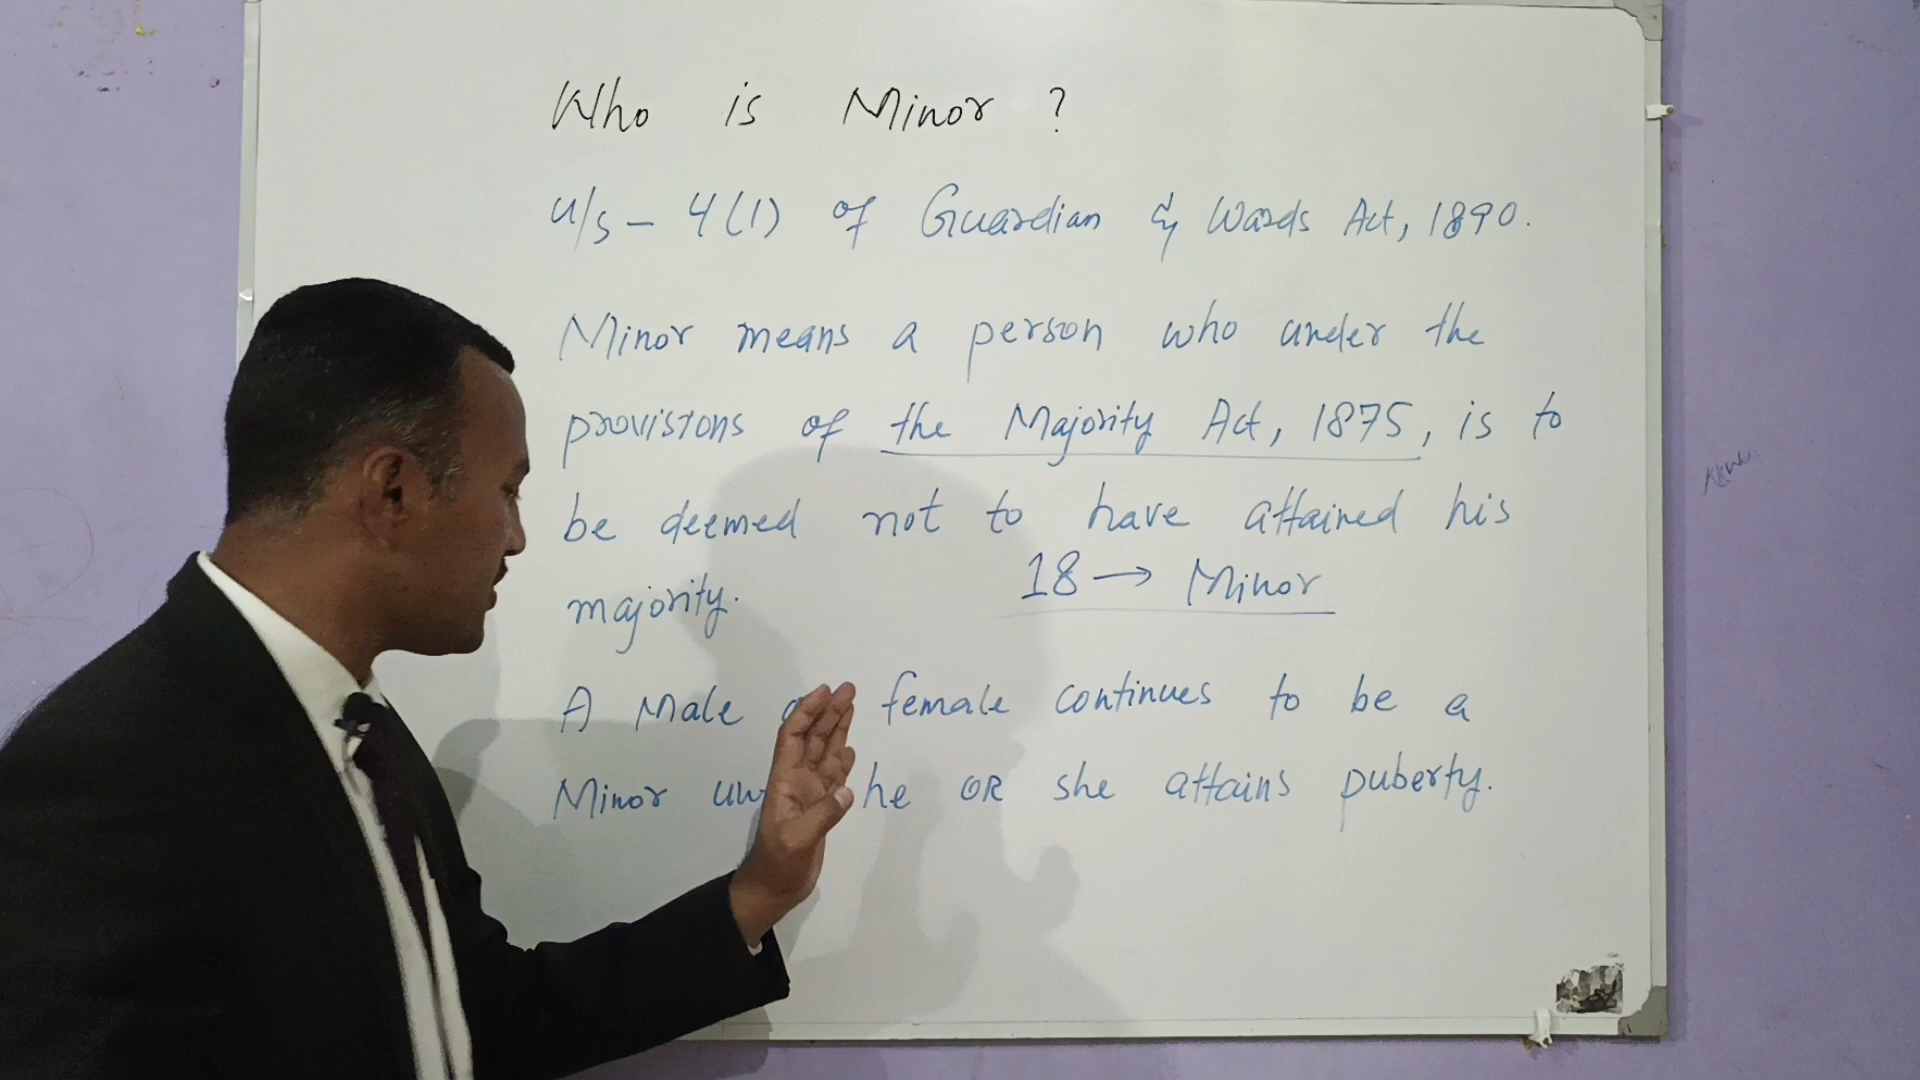 Who is Minor ?
u/s - 4(1) of Guardian & Wards Act, 1890.
Minor means a person who under the
provisions of the Majority Act, 1875, is to
be deemed not to have attained his
majority.
18 → Minor
A Male female continues to be a
Minor he OR she attains puberty.